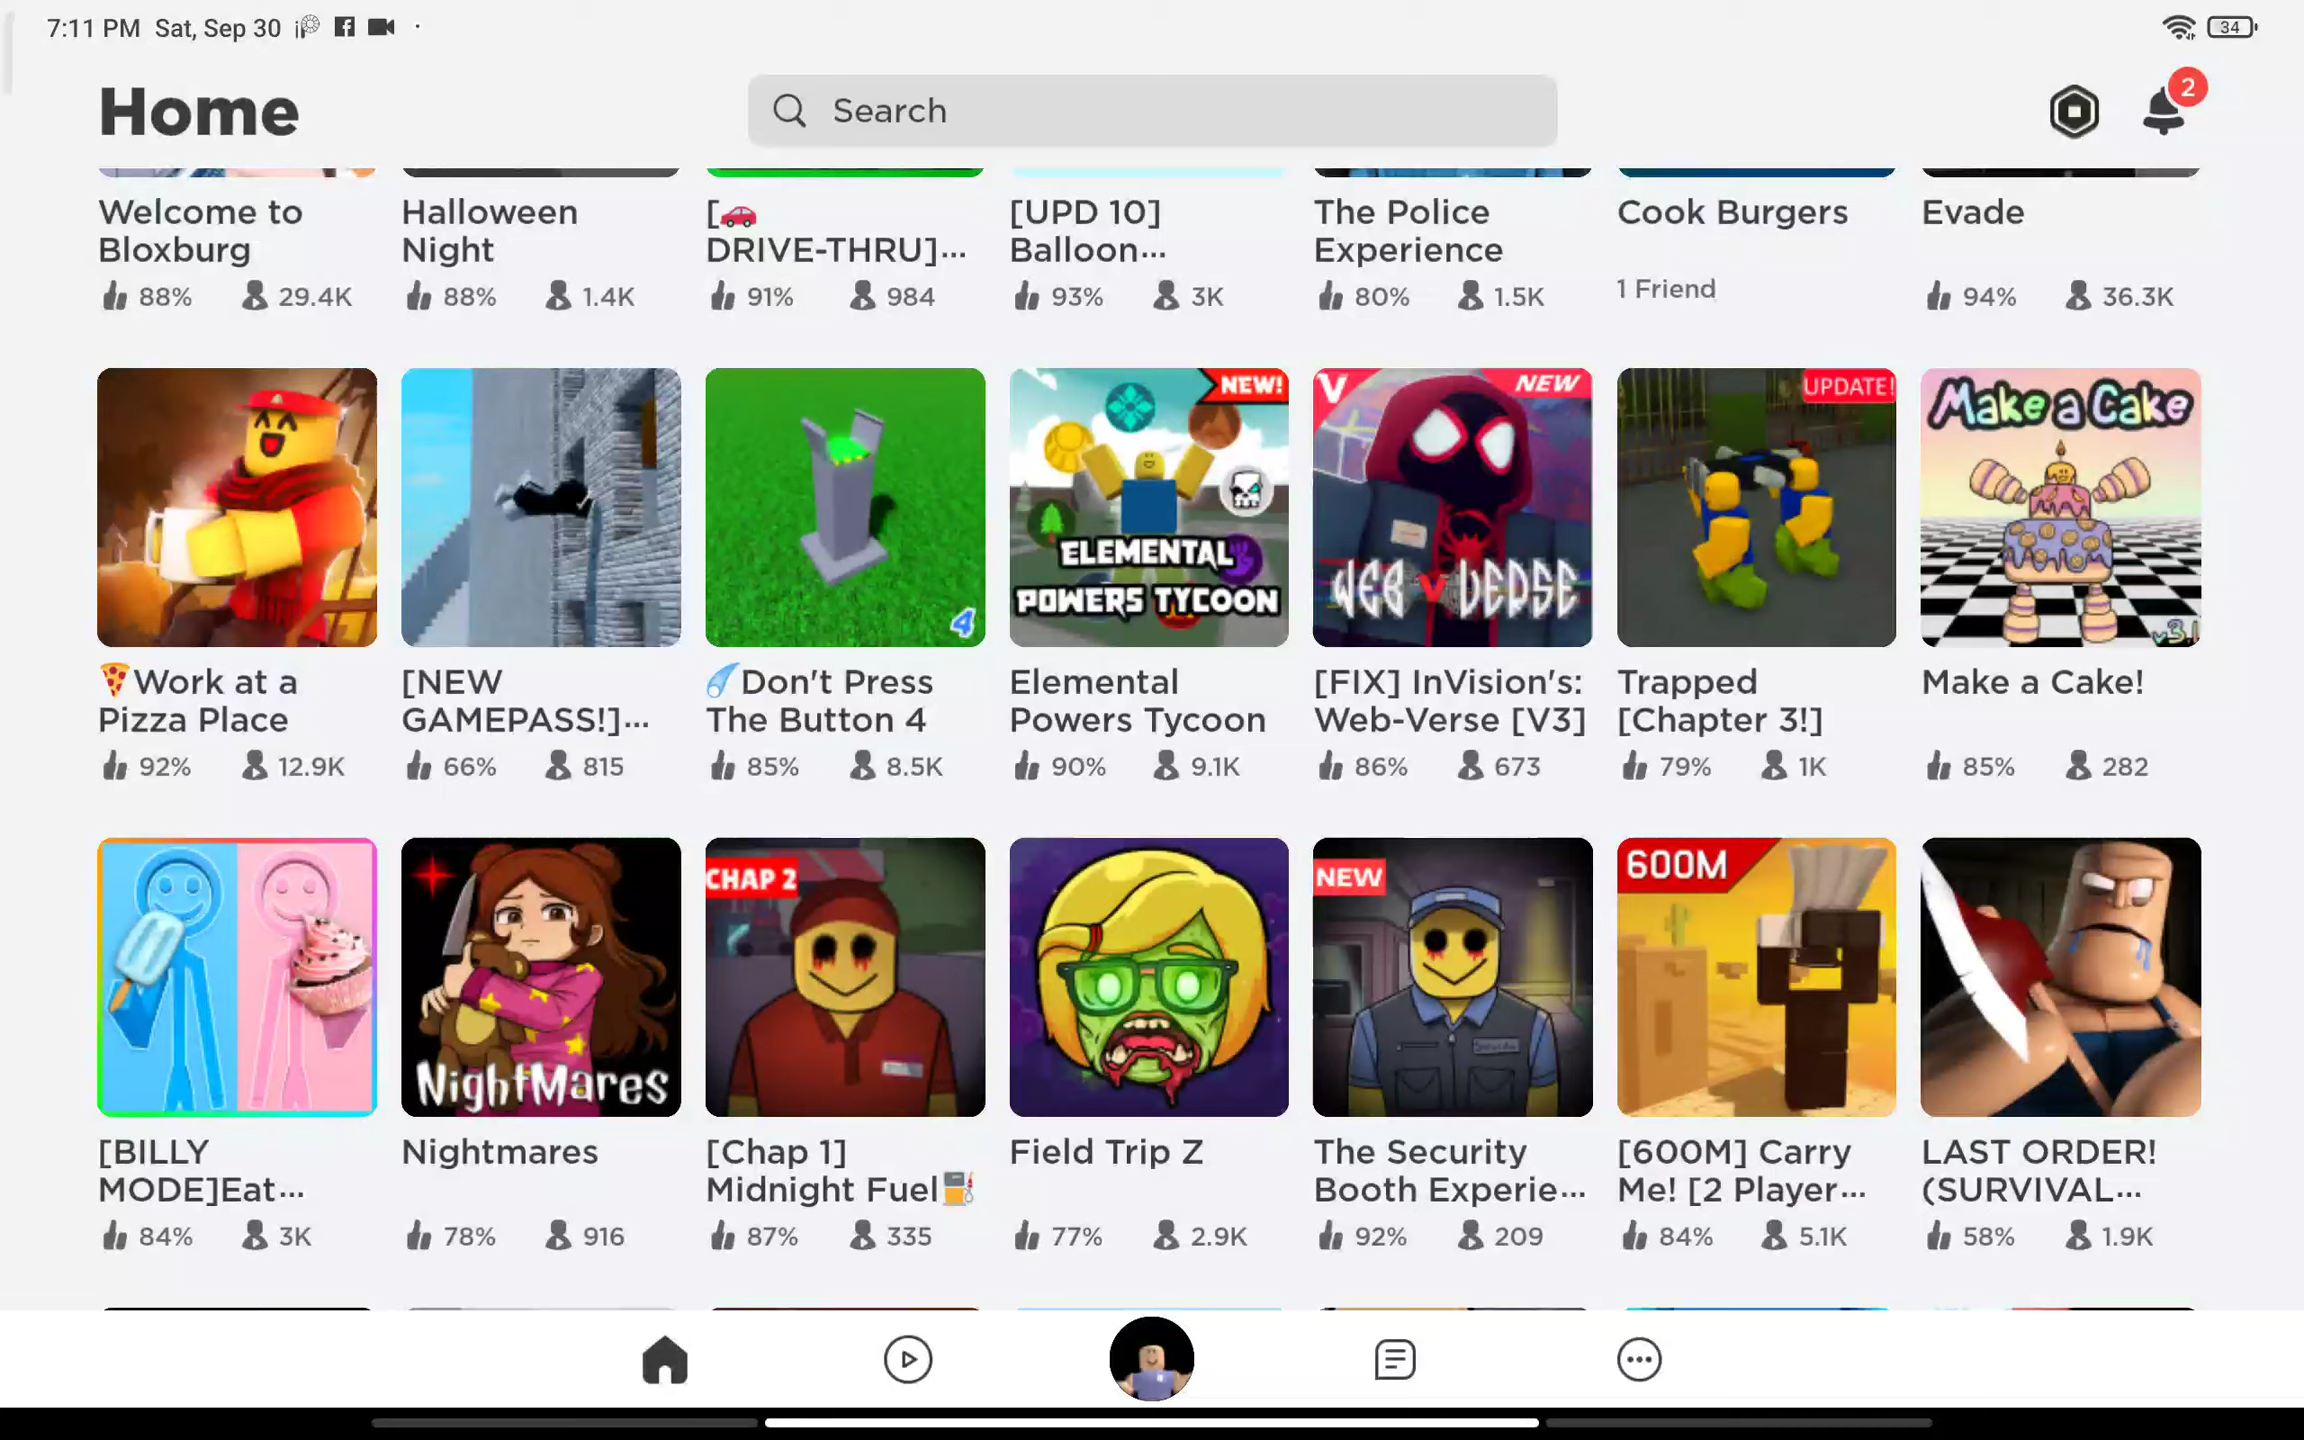 7:11 PM Sat, Sep 30
34
Home
Search
2
Welcome to
Bloxburg
88% 29.4K
Halloween
Night
88% 1.4K
[🚗
DRIVE-THRU]...
91% 984
[UPD 10]
Balloon...
93% 3K
The Police
Experience
80% 1.5K
Cook Burgers
1 Friend
Evade
94% 36.3K
🍕Work at a
Pizza Place
92% 12.9K
[NEW
GAMEPASS!]...
66% 815
4
☄️Don't Press
The Button 4
85% 8.5K
NEW!
ELEMENTAL
POWERS TYCOON
Elemental
Powers Tycoon
90% 9.1K
V NEW
WEB V VERSE
[FIX] InVision's:
Web-Verse [V3]
86% 673
UPDATE!
Trapped
[Chapter 3!]
79% 1K
Make a Cake
v3.1
Make a Cake!
85% 282
[BILLY
MODE]Eat...
84% 3K
NightMares
Nightmares
78% 916
CHAP 2
[Chap 1]
Midnight Fuel⛽
87% 335
Field Trip Z
77% 2.9K
NEW
The Security
Booth Experie...
92% 209
600M
[600M] Carry
Me! [2 Player...
84% 5.1K
LAST ORDER!
(SURVIVAL...
58% 1.9K